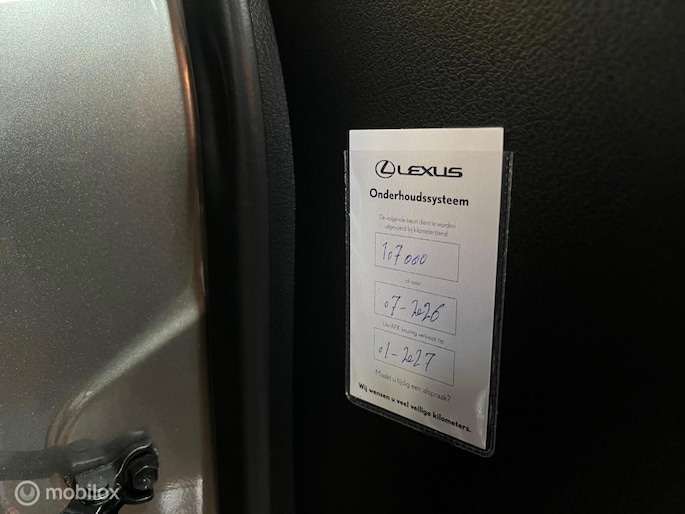 LEXUS
Onderhoudssysteem
De volgende beurt dient te worden
uitgevoerd bij kilometerstand:
107000
of voor:
07-2026
Uw APK keuring verloopt op:
01-2027
Maakt u tijdig een afspraak?
Wij wensen u veel veilige kilometers.
mobilox